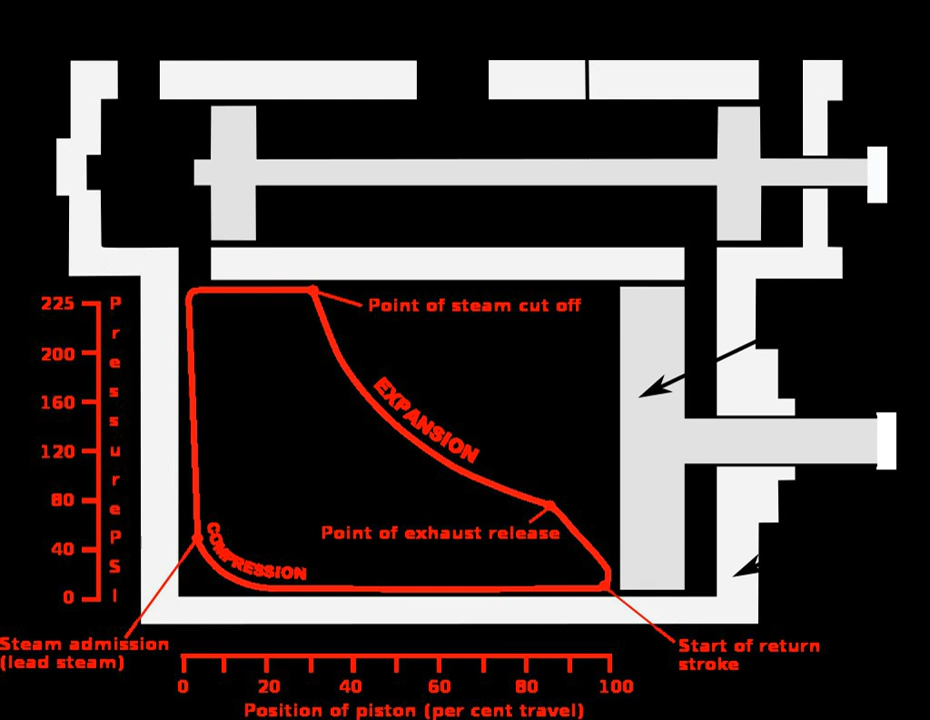 225
200
160
120
80
40
0
Pressure PSI
Point of steam cut off
EXPANSION
Point of exhaust release
COMPRESSION
Steam admission
(lead steam)
Start of return
stroke
0 20 40 60 80 100
Position of piston (per cent travel)